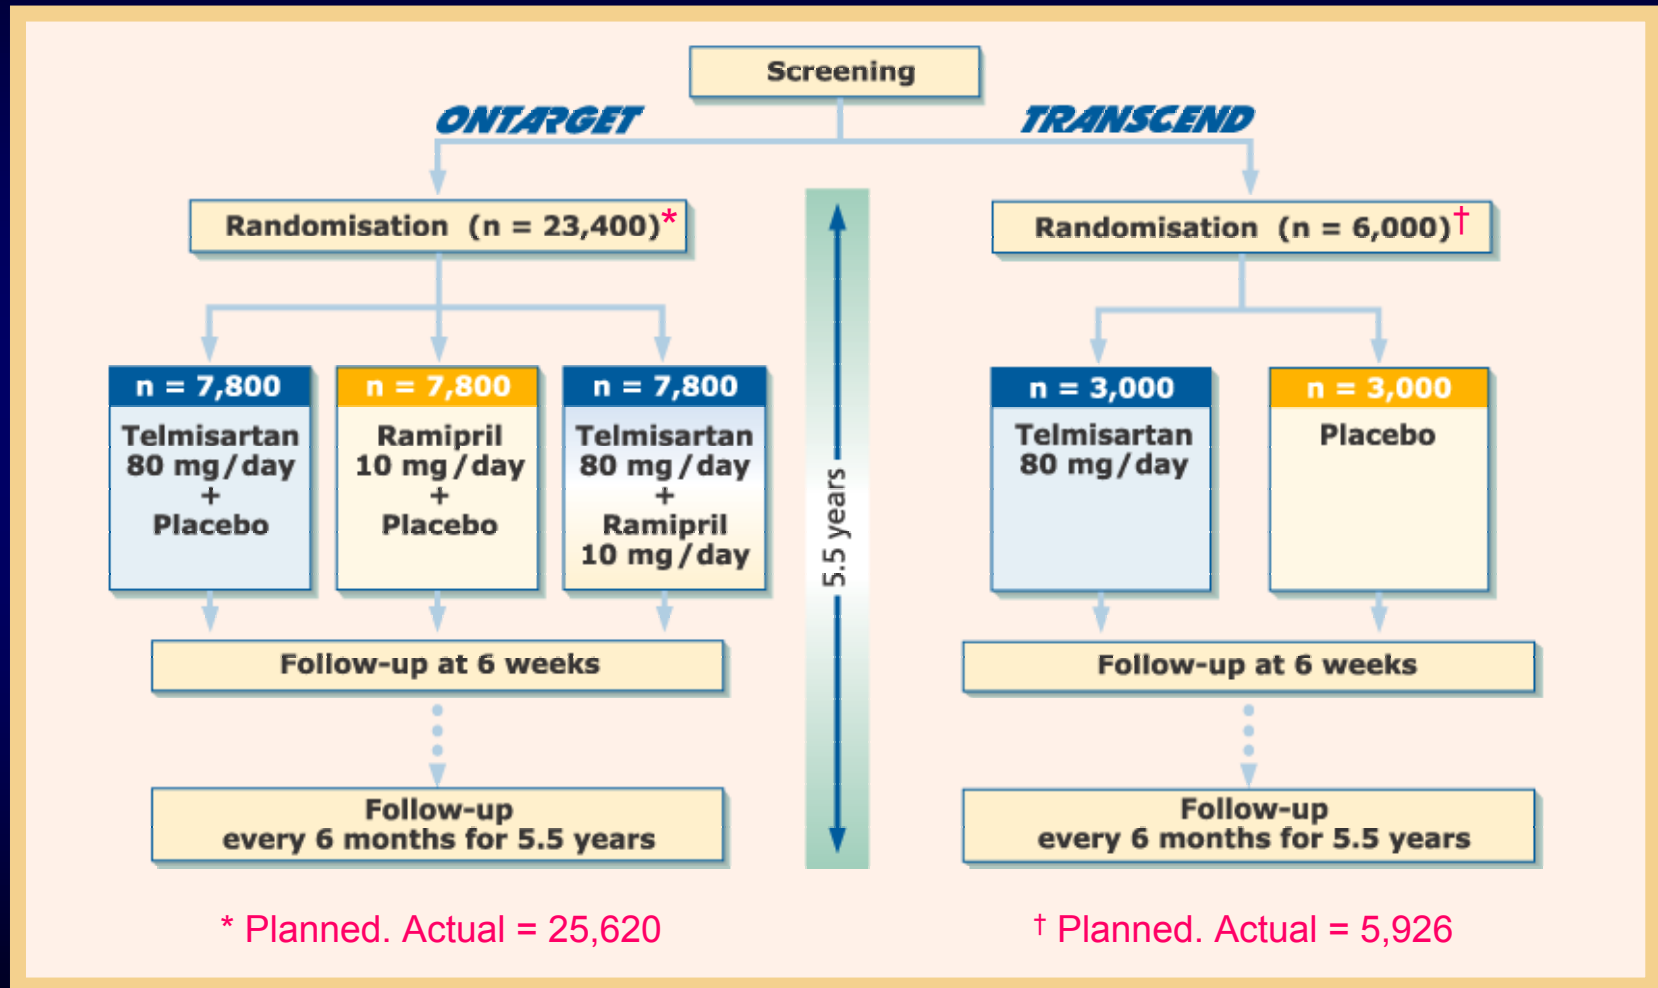 Screening
ONTARGET
TRANSCEND
Randomisation (n = 23,400)*
Randomisation (n = 6,000)†
n = 7,800
Telmisartan
80 mg/day
+
Placebo
n = 7,800
Ramipril
10 mg/day
+
Placebo
n = 7,800
Telmisartan
80 mg/day
+
Ramipril
10 mg/day
5.5 years
n = 3,000
Telmisartan
80 mg/day
n = 3,000
Placebo
Follow-up at 6 weeks
Follow-up at 6 weeks
Follow-up
every 6 months for 5.5 years
Follow-up
every 6 months for 5.5 years
* Planned. Actual = 25,620
† Planned. Actual = 5,926